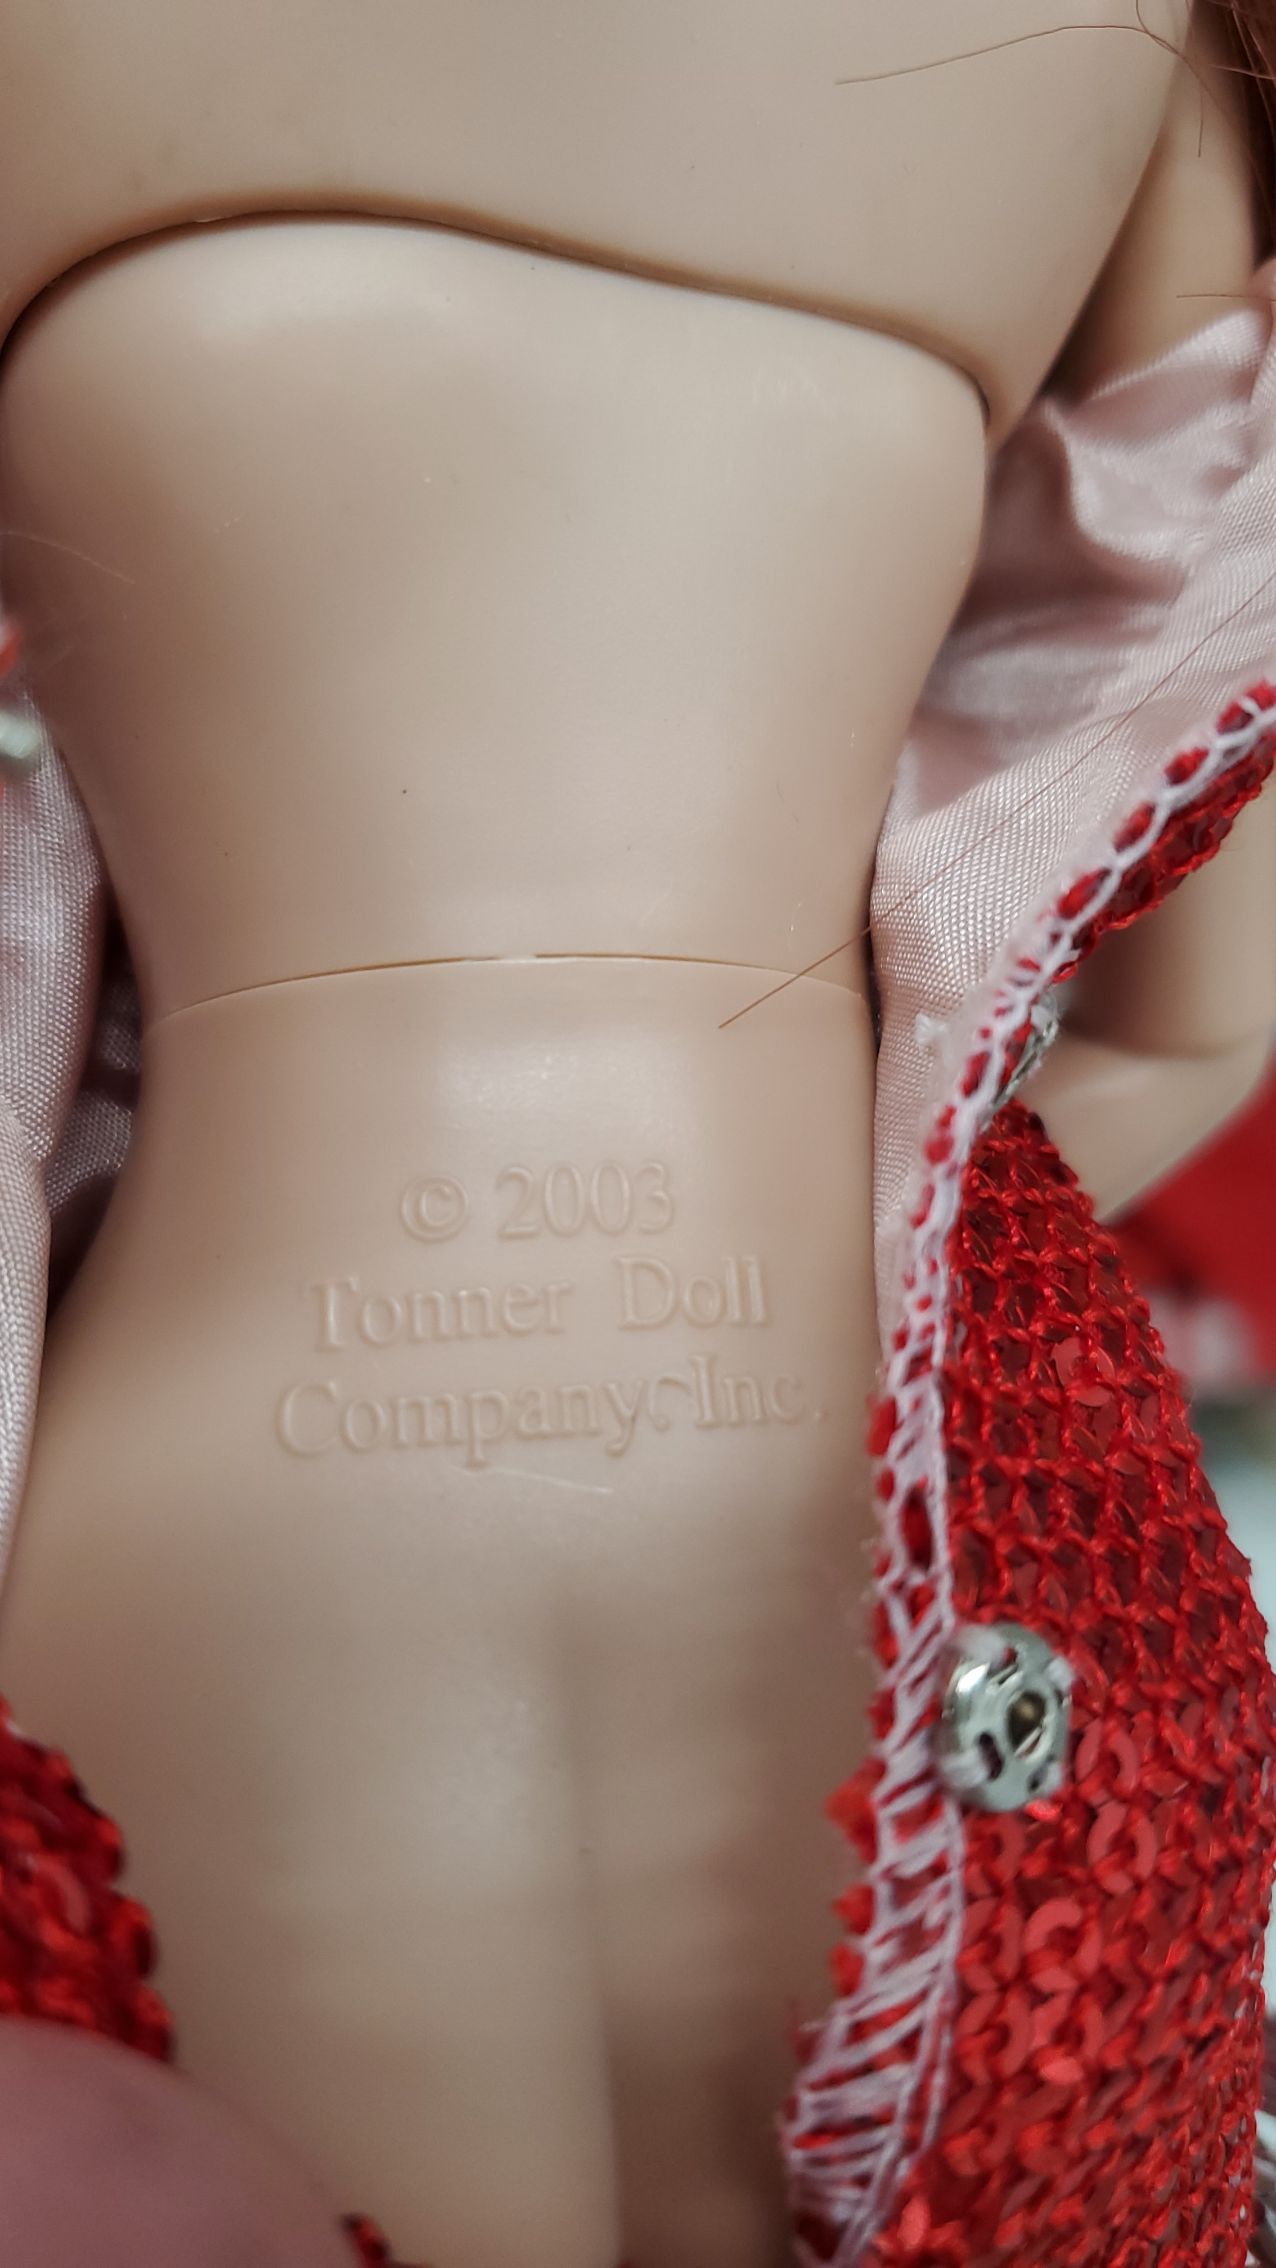 © 2003
Tonner Doll
Company, Inc.